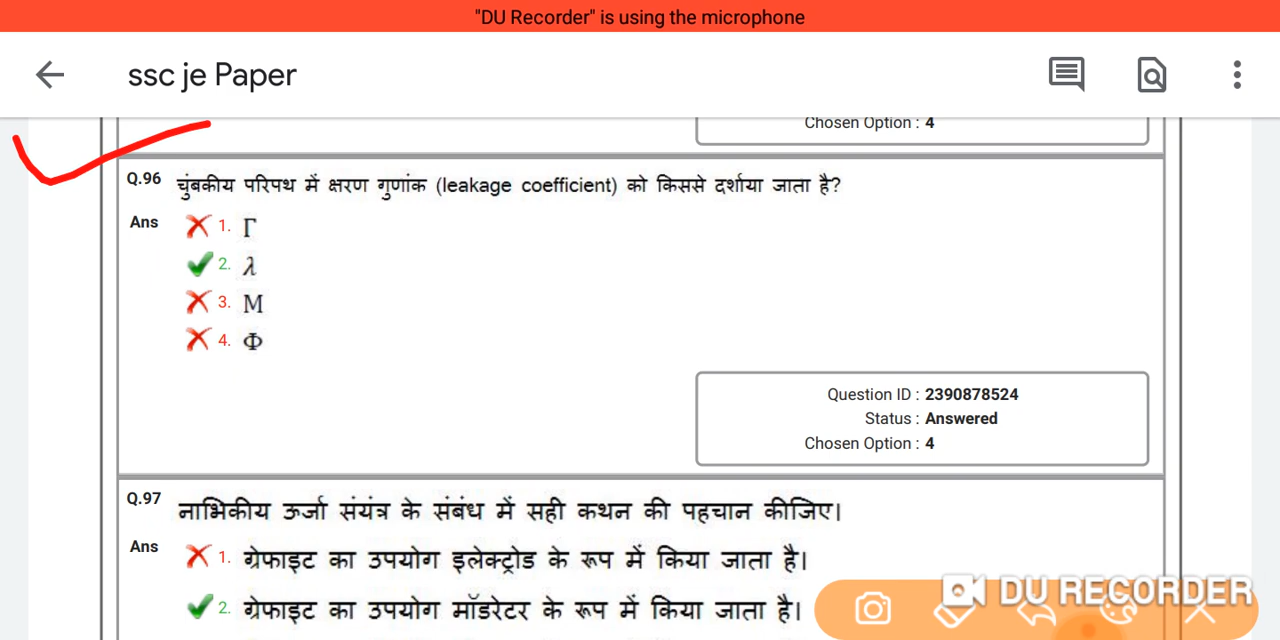 "DU Recorder" is using the microphone
ssc je Paper
Chosen Option : 4
Q.96 चुंबकीय परिपथ में क्षरण गुणांक (leakage coefficient) को किससे दर्शाया जाता है?
Ans 1. Γ
2. λ
3. M
4. Φ
Question ID : 2390878524
Status : Answered
Chosen Option : 4
Q.97 नाभिकीय ऊर्जा संयंत्र के संबंध में सही कथन की पहचान कीजिए।
Ans 1. ग्रेफाइट का उपयोग इलेक्ट्रोड के रूप में किया जाता है।
2. ग्रेफाइट का उपयोग मॉडरेटर के रूप में किया जाता है।
DU RECORDER